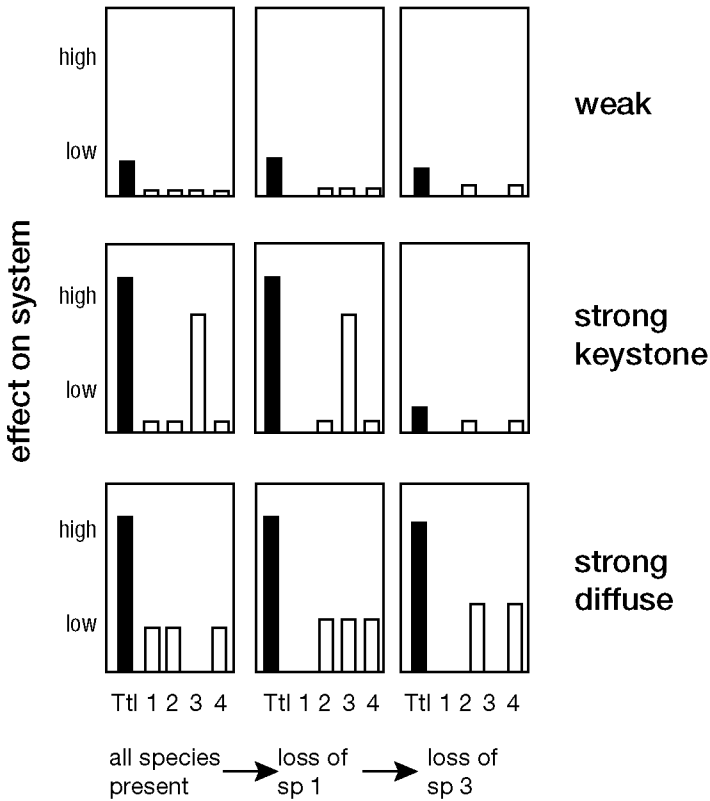 high
low
weak
effect on system
high
low
strong
keystone
high
low
strong
diffuse
Ttl 1 2 3 4
Ttl 1 2 3 4
Ttl 1 2 3 4
all species
present
loss of
sp 1
loss of
sp 3